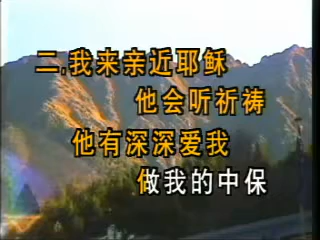 二.我来亲近耶稣
他会听祈祷
他有深深爱我
做我的中保